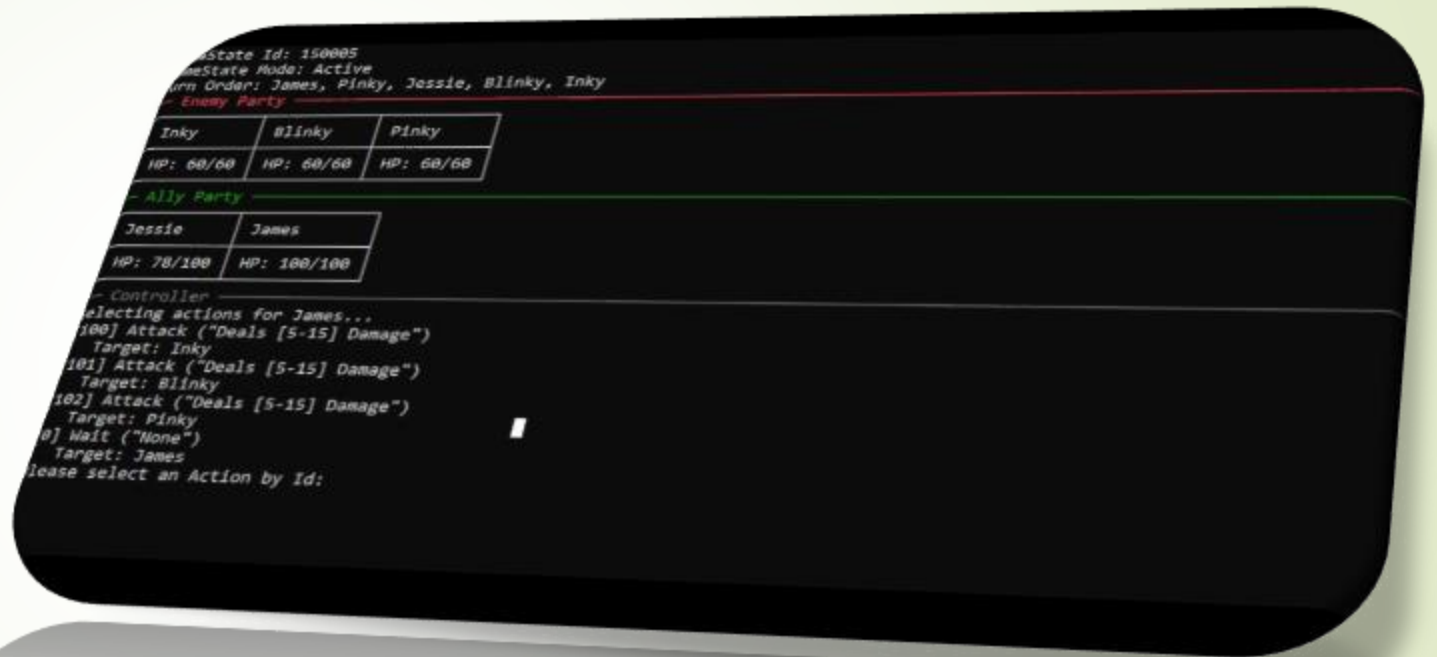 eState Id: 150005
meState Mode: Active
urn Order: James, Pinky, Jessie, Blinky, Inky
Enemy Party
Inky Blinky Pinky
HP: 60/60 HP: 60/60 HP: 60/60
Ally Party
Jessie James
HP: 78/100 HP: 100/100
Controller
electing actions for James...
100] Attack ("Deals [5-15] Damage")
Target: Inky
101] Attack ("Deals [5-15] Damage")
Target: Blinky
102] Attack ("Deals [5-15] Damage")
Target: Pinky
0] Wait ("None")
Target: James
lease select an Action by Id: